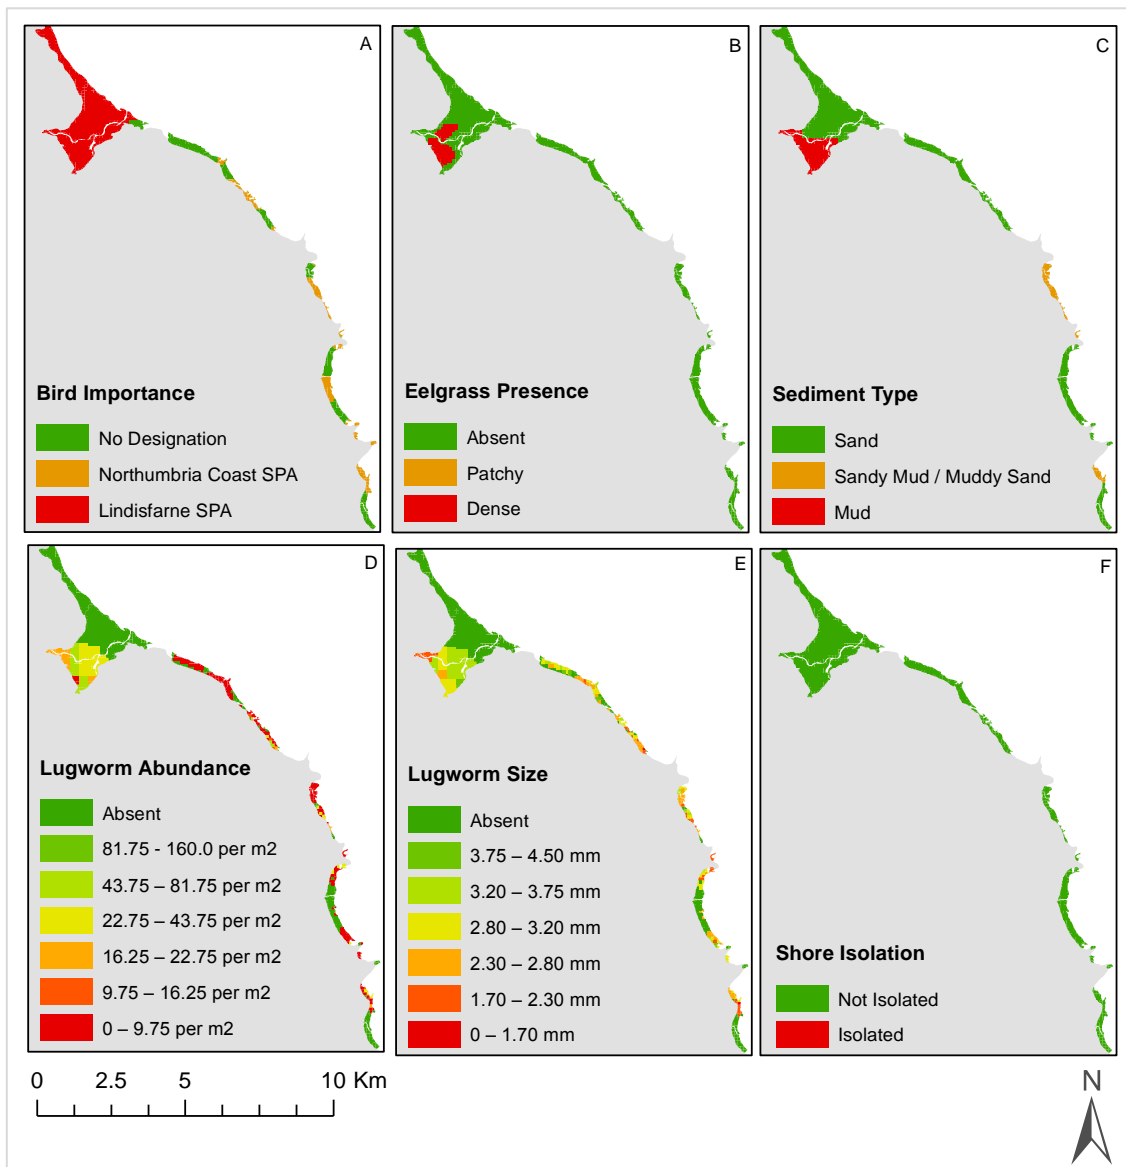 A
Bird Importance
No Designation
Northumbria Coast SPA
Lindisfarne SPA
B
Eelgrass Presence
Absent
Patchy
Dense
C
Sediment Type
Sand
Sandy Mud / Muddy Sand
Mud
D
Lugworm Abundance
Absent
81.75 - 160.0 per m2
43.75 – 81.75 per m2
22.75 – 43.75 per m2
16.25 – 22.75 per m2
9.75 – 16.25 per m2
0 – 9.75 per m2
E
Lugworm Size
Absent
3.75 – 4.50 mm
3.20 – 3.75 mm
2.80 – 3.20 mm
2.30 – 2.80 mm
1.70 – 2.30 mm
0 – 1.70 mm
F
Shore Isolation
Not Isolated
Isolated
0 2.5 5 10 Km
N